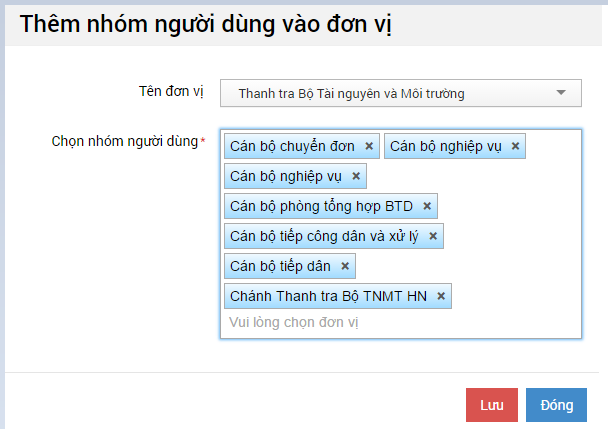 Thêm nhóm người dùng vào đơn vị
Tên đơn vị Thanh tra Bộ Tài nguyên và Môi trường
Chọn nhóm người dùng* Cán bộ chuyển đơn × Cán bộ nghiệp vụ ×
Cán bộ nghiệp vụ ×
Cán bộ phòng tổng hợp BTD ×
Cán bộ tiếp công dân và xử lý ×
Cán bộ tiếp dân ×
Chánh Thanh tra Bộ TNMT HN ×
Vui lòng chọn đơn vị
Lưu Đóng